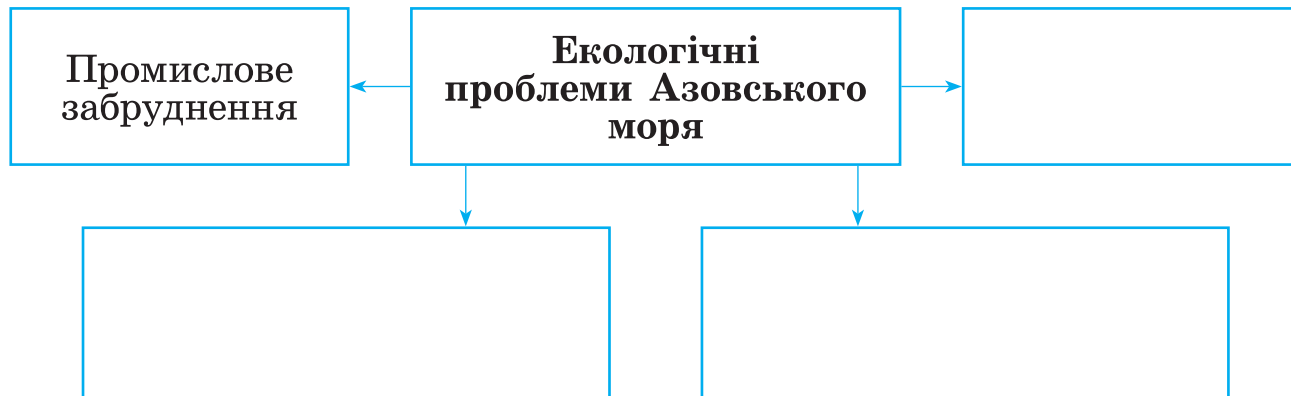 Промислове
забруднення
Екологічні
проблеми Азовського
моря